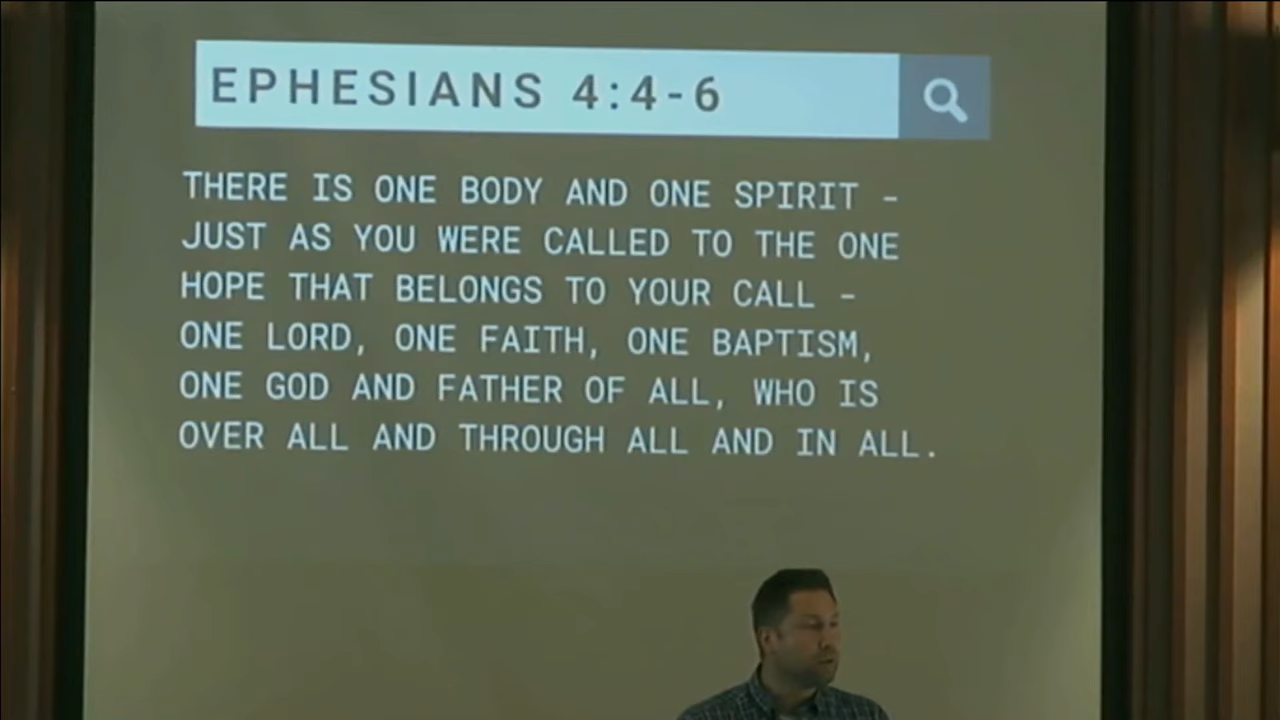 EPHESIANS 4:4-6
THERE IS ONE BODY AND ONE SPIRIT -
JUST AS YOU WERE CALLED TO THE ONE
HOPE THAT BELONGS TO YOUR CALL -
ONE LORD, ONE FAITH, ONE BAPTISM,
ONE GOD AND FATHER OF ALL, WHO IS
OVER ALL AND THROUGH ALL AND IN ALL.